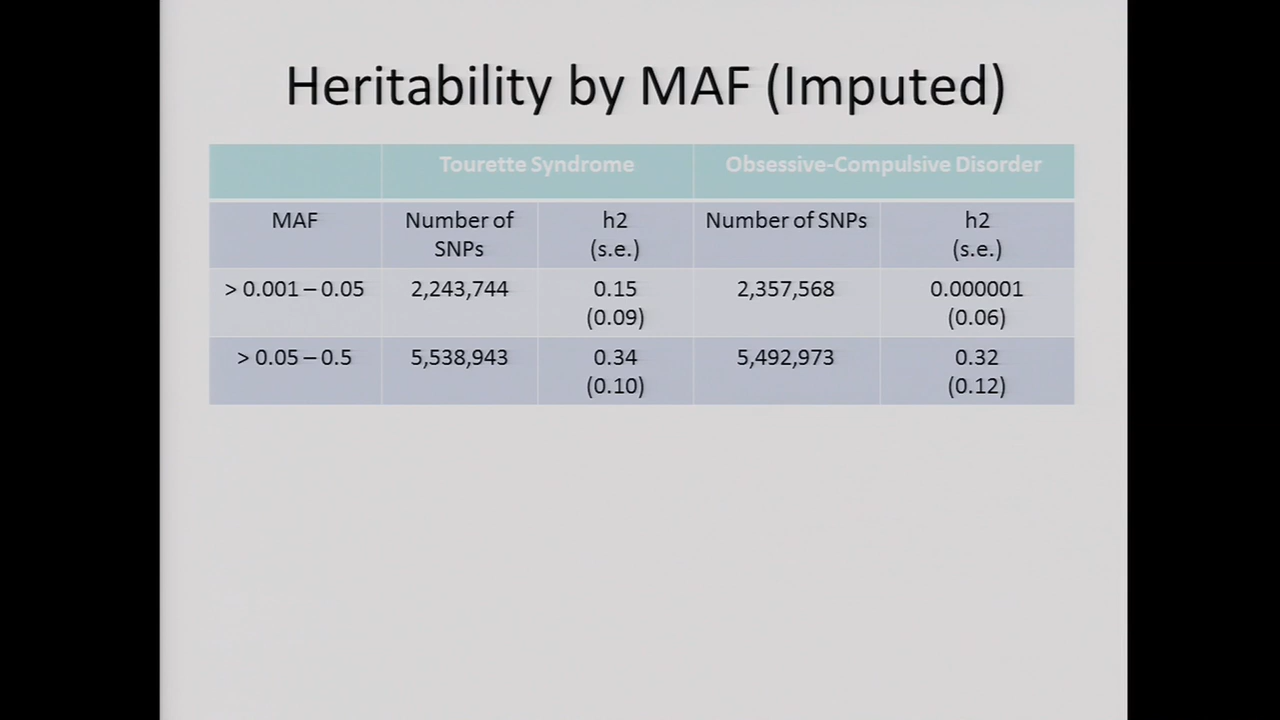 Heritability by MAF (Imputed)
Tourette Syndrome Obsessive-Compulsive Disorder
MAF Number of SNPs h2 (s.e.) Number of SNPs h2 (s.e.)
> 0.001 – 0.05 2,243,744 0.15 (0.09) 2,357,568 0.000001 (0.06)
> 0.05 – 0.5 5,538,943 0.34 (0.10) 5,492,973 0.32 (0.12)